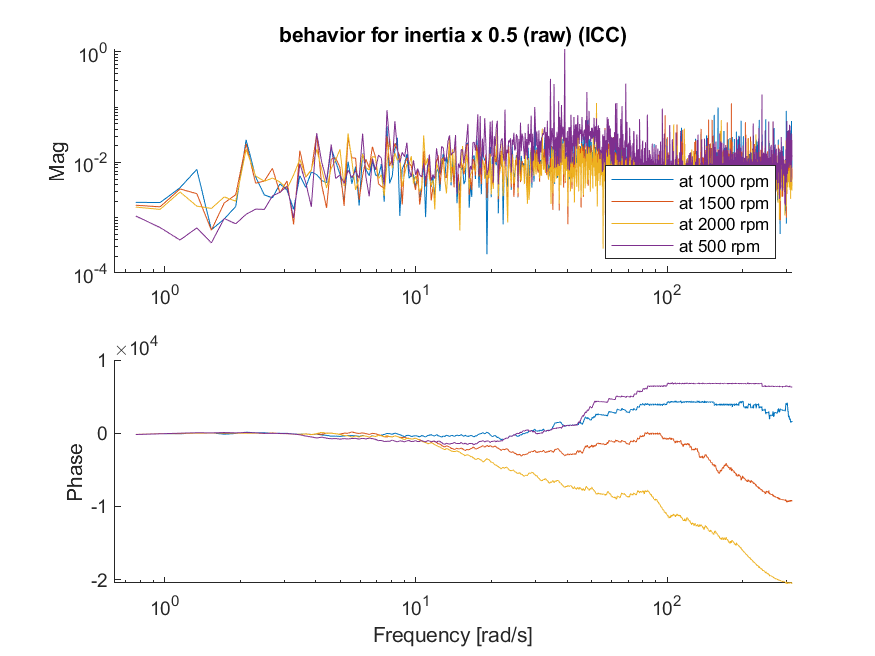 behavior for inertia x 0.5 (raw) (ICC)
10^0
10^-2
10^-4
Mag
at 1000 rpm
at 1500 rpm
at 2000 rpm
at 500 rpm
10^0
10^1
10^2
×10^4
1
0
-1
-2
Phase
10^0
10^1
10^2
Frequency [rad/s]